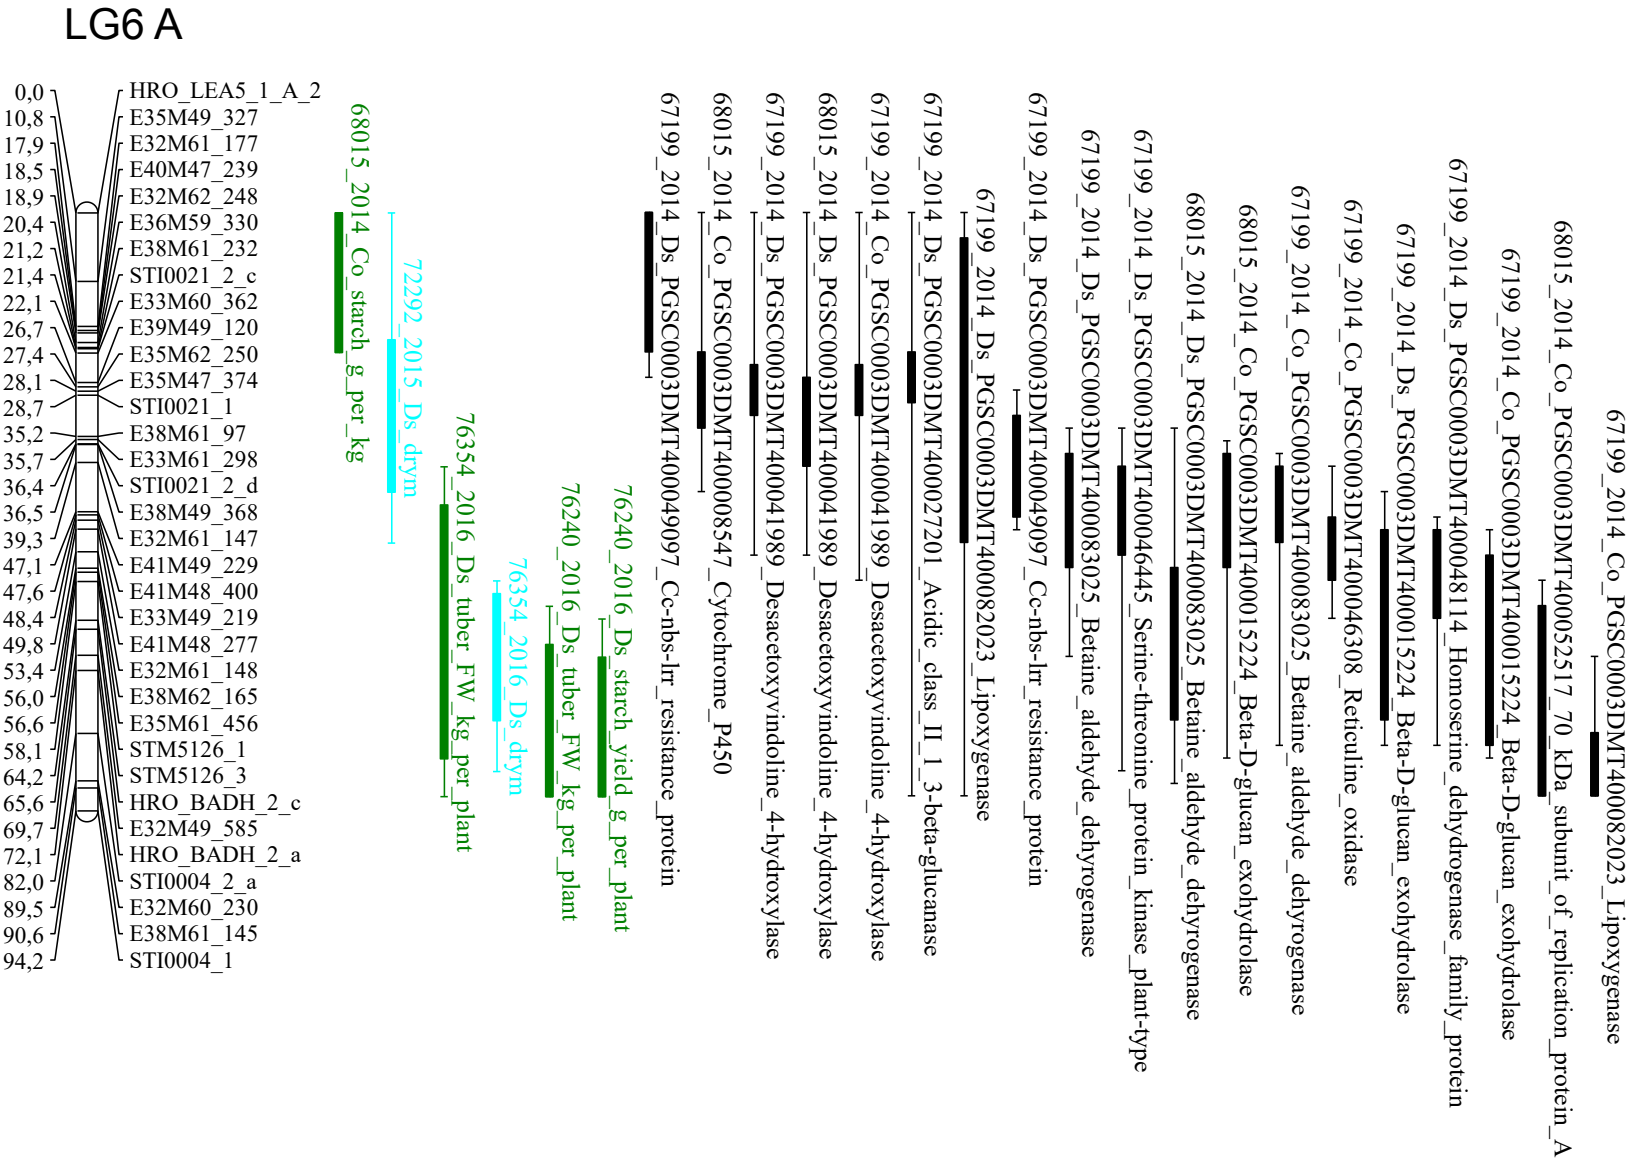 LG6 A
0,0 HRO_LEA5_1_A_2
10,8 E35M49_327
17,9 E32M61_177
18,5 E40M47_239
18,9 E32M62_248
20,4 E36M59_330
21,2 E38M61_232
21,4 STI0021_2_c
22,1 E33M60_362
26,7 E39M49_120
27,4 E35M62_250
28,1 E35M47_374
28,7 STI0021_1
35,2 E38M61_97
35,7 E33M61_298
36,4 STI0021_2_d
36,5 E38M49_368
39,3 E32M61_147
47,1 E41M49_229
47,6 E41M48_400
48,4 E33M49_219
49,8 E41M48_277
53,4 E32M61_148
56,0 E38M62_165
56,6 E35M61_456
58,1 STM5126_1
64,2 STM5126_3
65,6 HRO_BADH_2_c
69,7 E32M49_585
72,1 HRO_BADH_2_a
82,0 STI0004_2_a
89,5 E32M60_230
90,6 E38M61_145
94,2 STI0004_1
68015_2014_Co_starch_g_per_kg
72292_2015_Ds_drym
76354_2016_Ds_tuber_FW_kg_per_plant
76354_2016_Ds_drym
76240_2016_Ds_tuber_FW_kg_per_plant
76240_2016_Ds_starch_yield_g_per_plant
67199_2014_Ds_PGSC0003DMT400049097_Cc-nbs-lrr_resistance_protein
68015_2014_Co_PGSC0003DMT400008547_Cytochrome_P450
67199_2014_Ds_PGSC0003DMT400041989_Desacetoxyvindoline_4-hydroxylase
68015_2014_Ds_PGSC0003DMT400041989_Desacetoxyvindoline_4-hydroxylase
67199_2014_Co_PGSC0003DMT400041989_Desacetoxyvindoline_4-hydroxylase
67199_2014_Ds_PGSC0003DMT400027201_Acidic_class_II_1_3-beta-glucanase
67199_2014_Ds_PGSC0003DMT400082023_Lipoxygenase
67199_2014_Ds_PGSC0003DMT400049097_Cc-nbs-lrr_resistance_protein
67199_2014_Ds_PGSC0003DMT400083025_Betaine_aldehyde_dehyrogenase
67199_2014_Ds_PGSC0003DMT400046445_Serine-threonine_protein_kinase_plant-type
68015_2014_Ds_PGSC0003DMT400083025_Betaine_aldehyde_dehyrogenase
68015_2014_Co_PGSC0003DMT400015224_Beta-D-glucan_exohydrolase
67199_2014_Co_PGSC0003DMT400083025_Betaine_aldehyde_dehyrogenase
67199_2014_Co_PGSC0003DMT400046308_Reticuline_oxidase
67199_2014_Ds_PGSC0003DMT400015224_Beta-D-glucan_exohydrolase
67199_2014_Ds_PGSC0003DMT400048114_Homoserine_dehydrogenase_family_protein
67199_2014_Co_PGSC0003DMT400015224_Beta-D-glucan_exohydrolase
68015_2014_Co_PGSC0003DMT400052517_70_kDa_subunit_of_replication_protein_A
67199_2014_Co_PGSC0003DMT400082023_Lipoxygenase